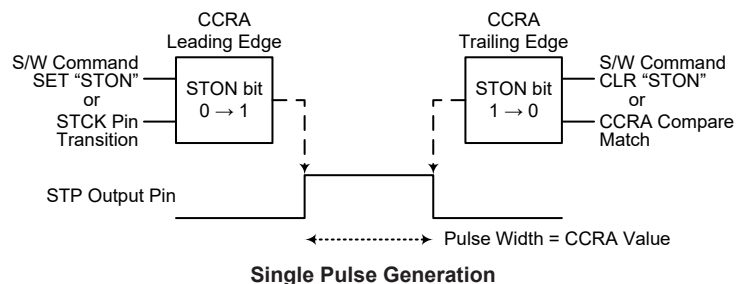 CCRA
Leading Edge
S/W Command
SET “STON”
or
STCK Pin
Transition
STON bit
0 → 1
CCRA
Trailing Edge
STON bit
1 → 0
S/W Command
CLR “STON”
or
CCRA Compare
Match
STP Output Pin
Pulse Width = CCRA Value
Single Pulse Generation